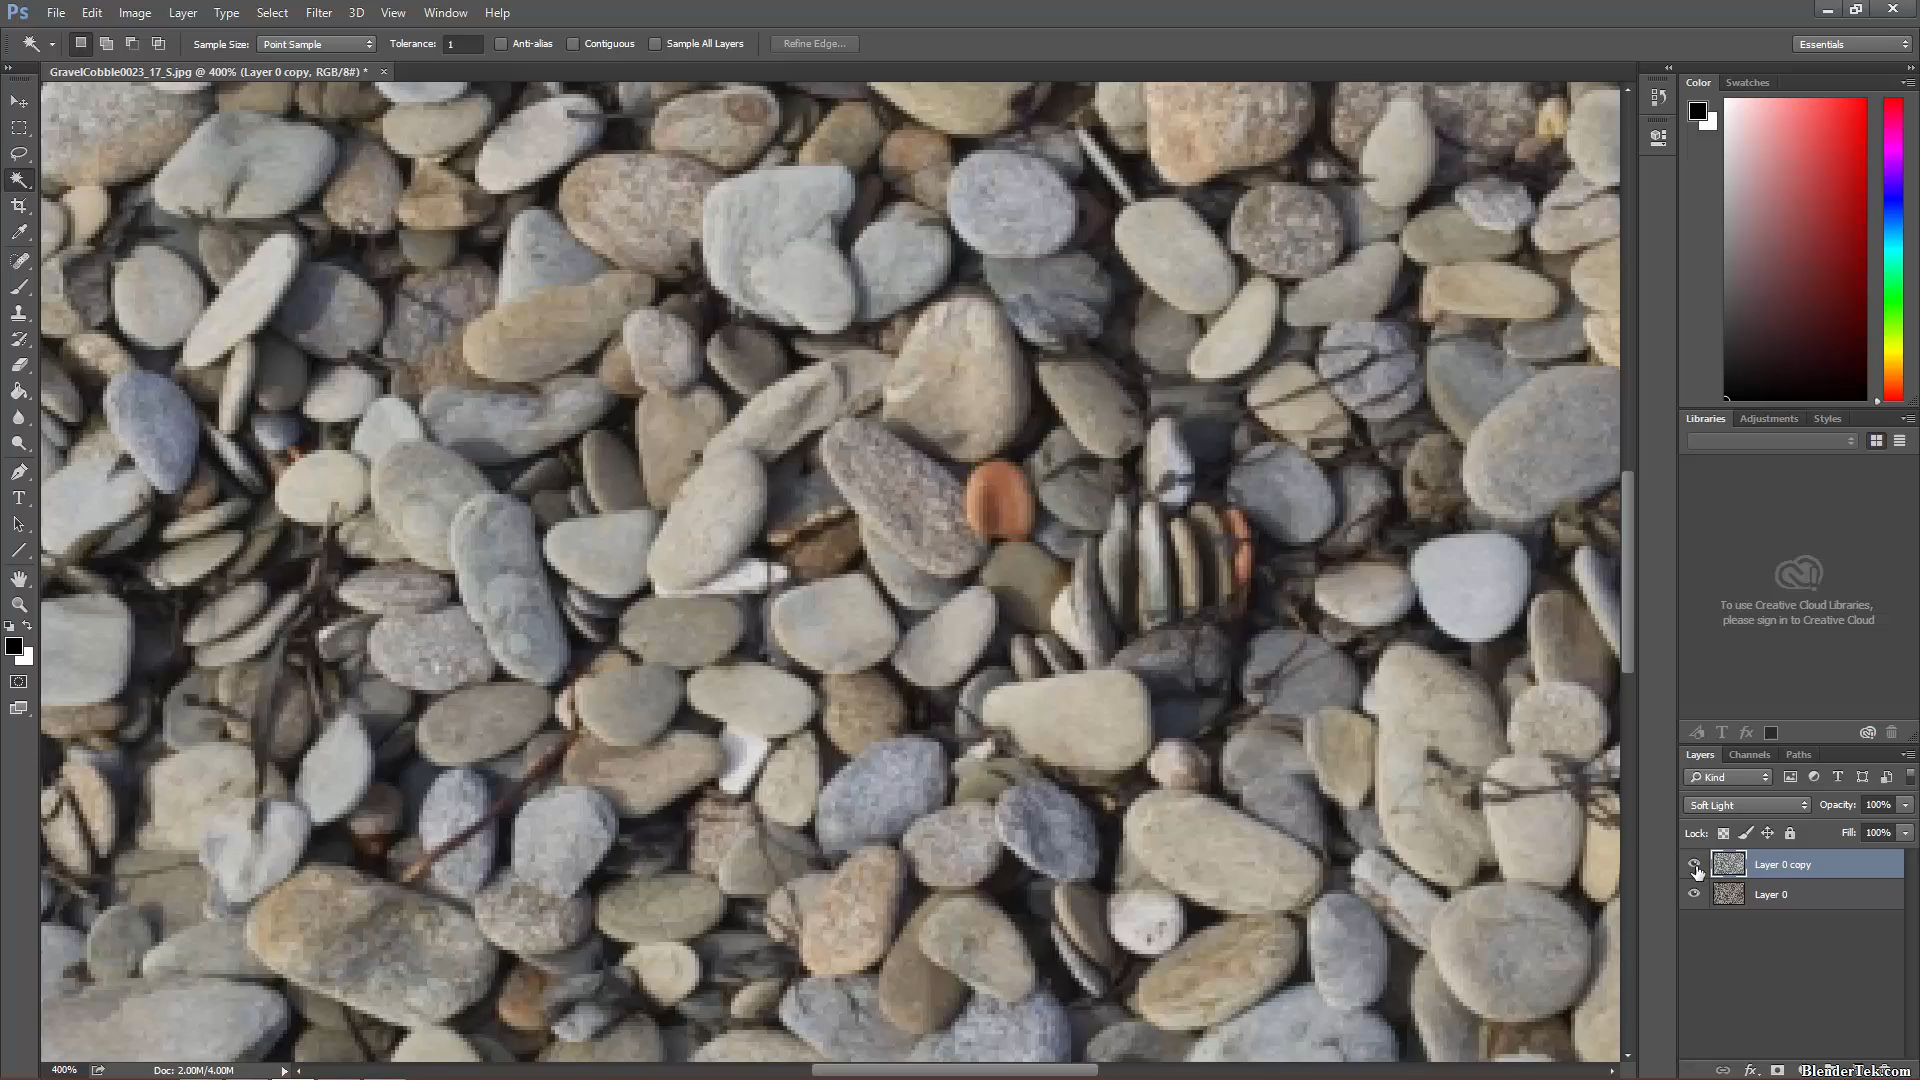 Ps File Edit Image Layer Type Select Filter 3D View Window Help
Sample Size: Point Sample Tolerance: 1 Anti-alias Contiguous Sample All Layers Refine Edge... Essentials
GravelCobble0023_17_S.jpg @ 400% (Layer 0 copy, RGB/8#) * ×
Color Swatches
Libraries Adjustments Styles
To use Creative Cloud Libraries,
please sign in to Creative Cloud
T fx
Layers Channels Paths
Kind T
Soft Light Opacity: 100%
Lock: Fill: 100%
Layer 0 copy
Layer 0
fx
400% Doc: 2.00M/4.00M
BlenderTek.com